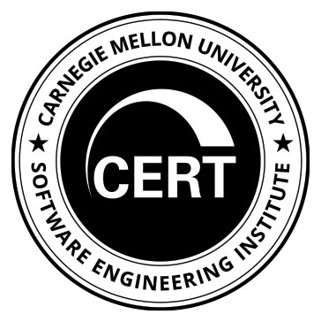 CARNEGIE MELLON UNIVERSITY
CERT
SOFTWARE ENGINEERING INSTITUTE